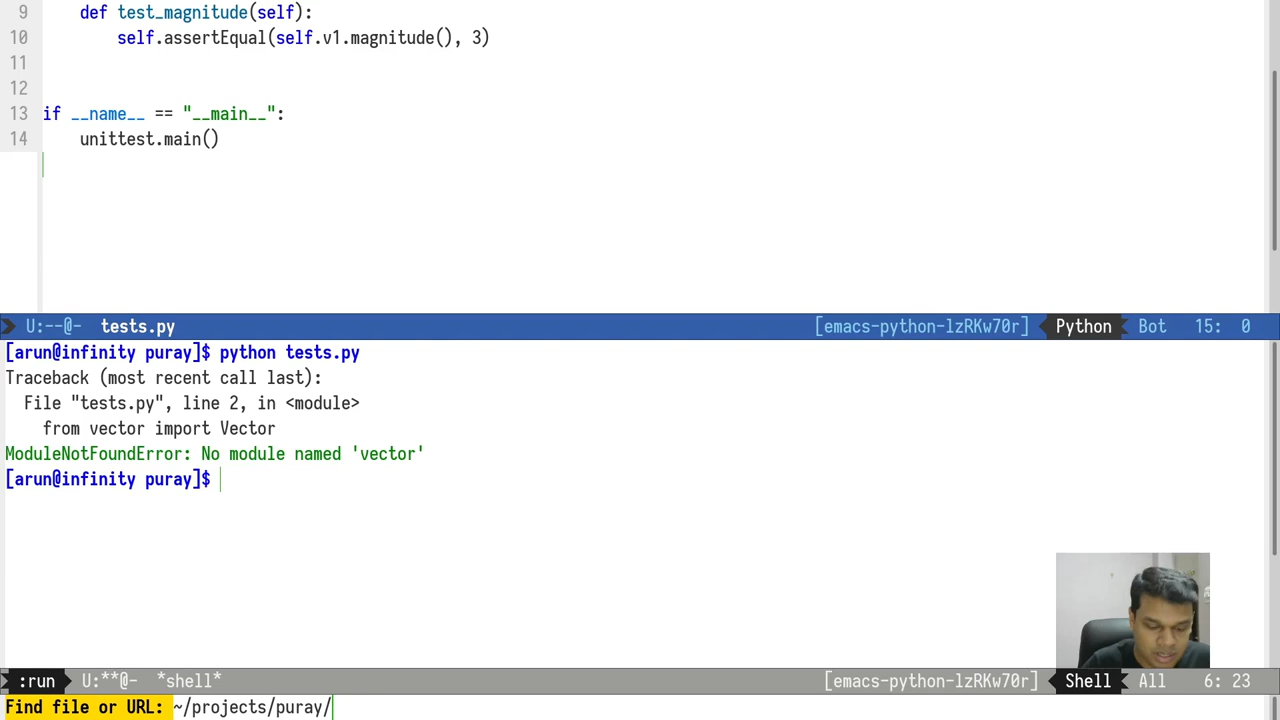 9 def test_magnitude(self):
10 self.assertEqual(self.v1.magnitude(), 3)
11
12
13 if __name__ == "__main__":
14 unittest.main()
U:--@- tests.py [emacs-python-lzRKw70r] Python Bot 15: 0
[arun@infinity puray]$ python tests.py
Traceback (most recent call last):
File "tests.py", line 2, in <module>
from vector import Vector
ModuleNotFoundError: No module named 'vector'
[arun@infinity puray]$
:run U:**@- *shell* [emacs-python-lzRKw70r] Shell All 6: 23
Find file or URL: ~/projects/puray/